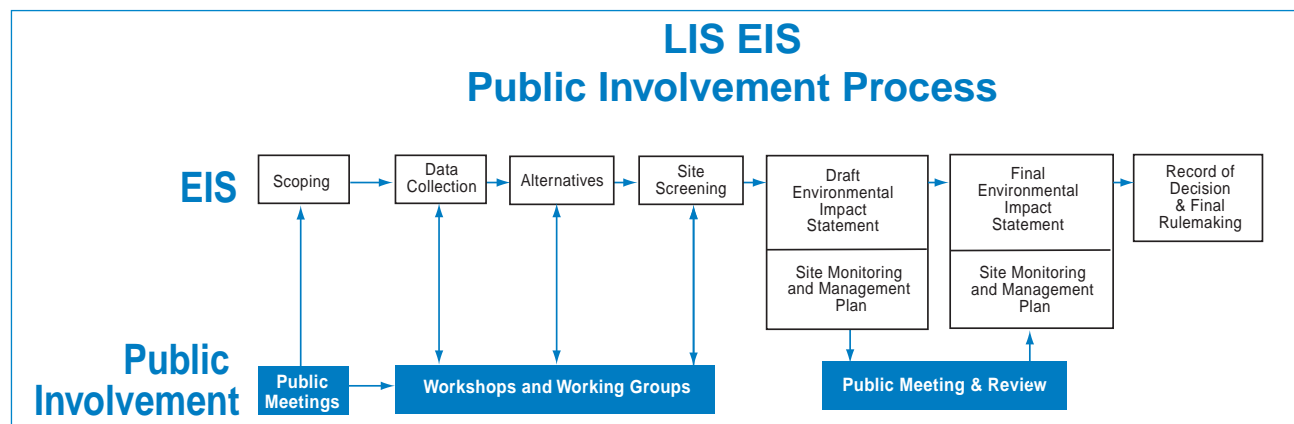 LIS EIS
Public Involvement Process
EIS
Scoping
Data
Collection
Alternatives
Site
Screening
Draft
Environmental
Impact
Statement
Site Monitoring
and Management
Plan
Final
Environmental
Impact
Statement
Site Monitoring
and Management
Plan
Record of
Decision
& Final
Rulemaking
Public
Involvement
Public
Meetings
Workshops and Working Groups
Public Meeting & Review